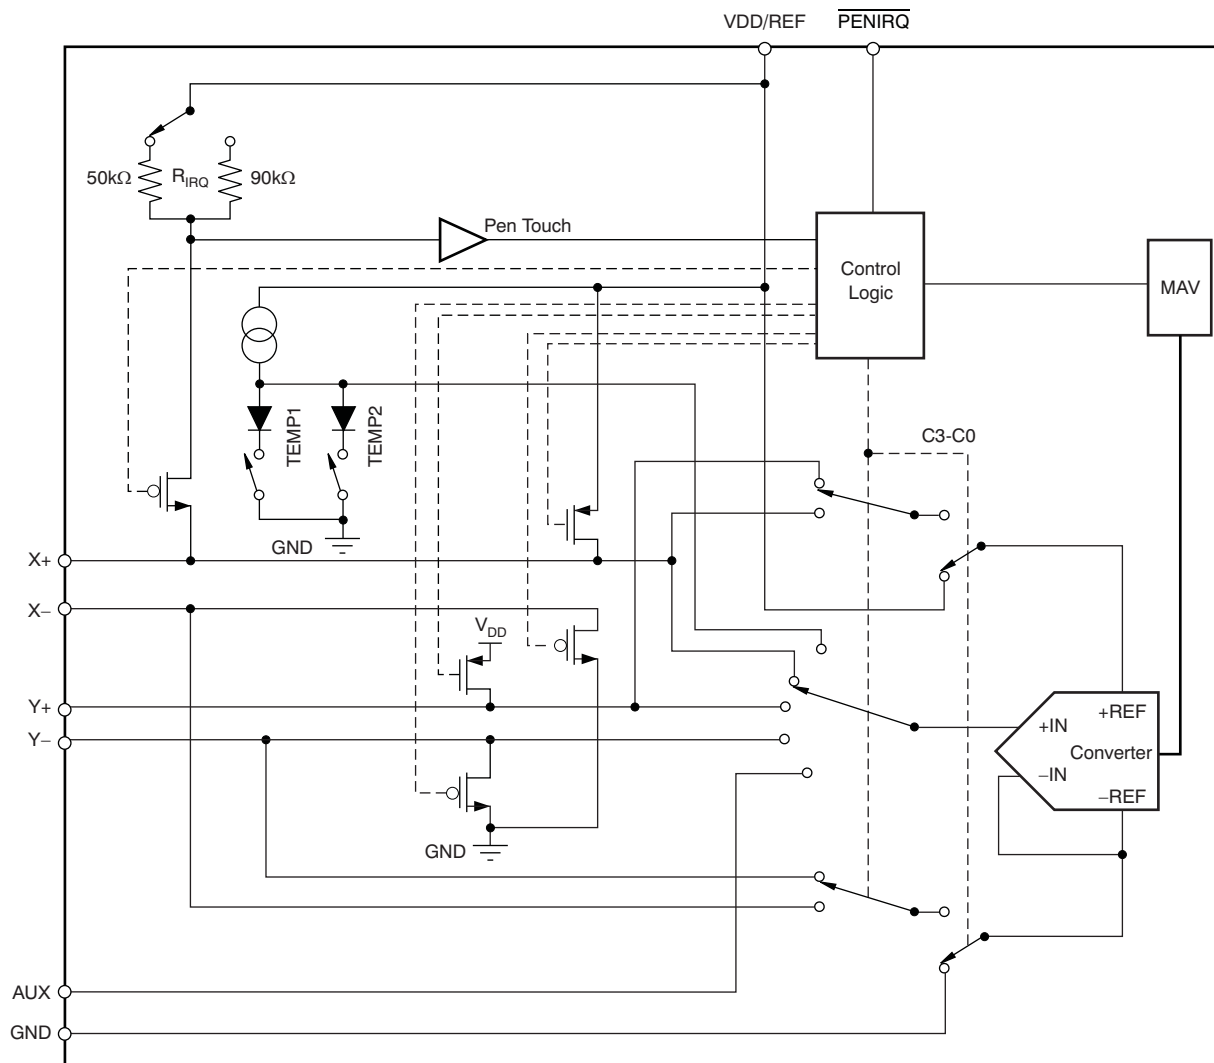 VDD/REF
PENIRQ
50kΩ
RIRQ
90kΩ
Pen Touch
Control
Logic
MAV
TEMP1
TEMP2
C3-C0
GND
X+
X−
VDD
Y+
Y−
+IN
+REF
Converter
−IN
−REF
GND
AUX
GND